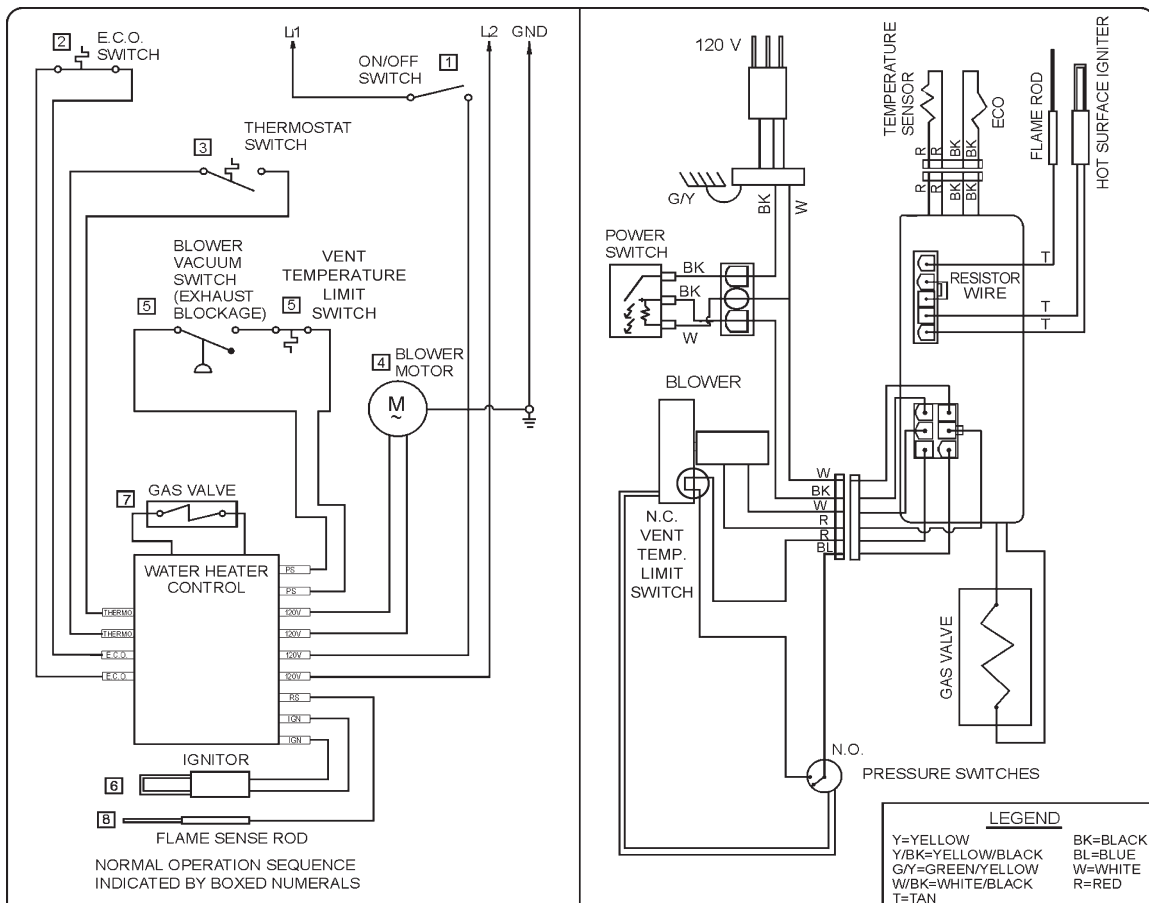 2
E.C.O.
SWITCH
L1
ON/OFF
SWITCH
1
L2
GND
3
THERMOSTAT
SWITCH
BLOWER
VACUUM
SWITCH
(EXHAUST
BLOCKAGE)
5
5
VENT
TEMPERATURE
LIMIT
SWITCH
4
BLOWER
MOTOR
M
~
7
GAS VALVE
WATER HEATER
CONTROL
THERMO
THERMO
E.C.O.
E.C.O.
PS
PS
120V
120V
120V
120V
RS
IGN
IGN
IGNITOR
6
8
FLAME SENSE ROD
NORMAL OPERATION SEQUENCE
INDICATED BY BOXED NUMERALS
120 V
G/Y
BK
W
POWER
SWITCH
BK
BK
W
TEMPERATURE
SENSOR
ECO
R
R
BK
BK
R
R
BK
BK
FLAME ROD
HOT SURFACE IGNITER
T
RESISTOR
WIRE
T
T
BLOWER
N.C.
VENT
TEMP.
LIMIT
SWITCH
W
BK
W
R
R
BL
GAS VALVE
N.O.
PRESSURE SWITCHES
LEGEND
Y=YELLOW
Y/BK=YELLOW/BLACK
G/Y=GREEN/YELLOW
W/BK=WHITE/BLACK
T=TAN
BK=BLACK
BL=BLUE
W=WHITE
R=RED